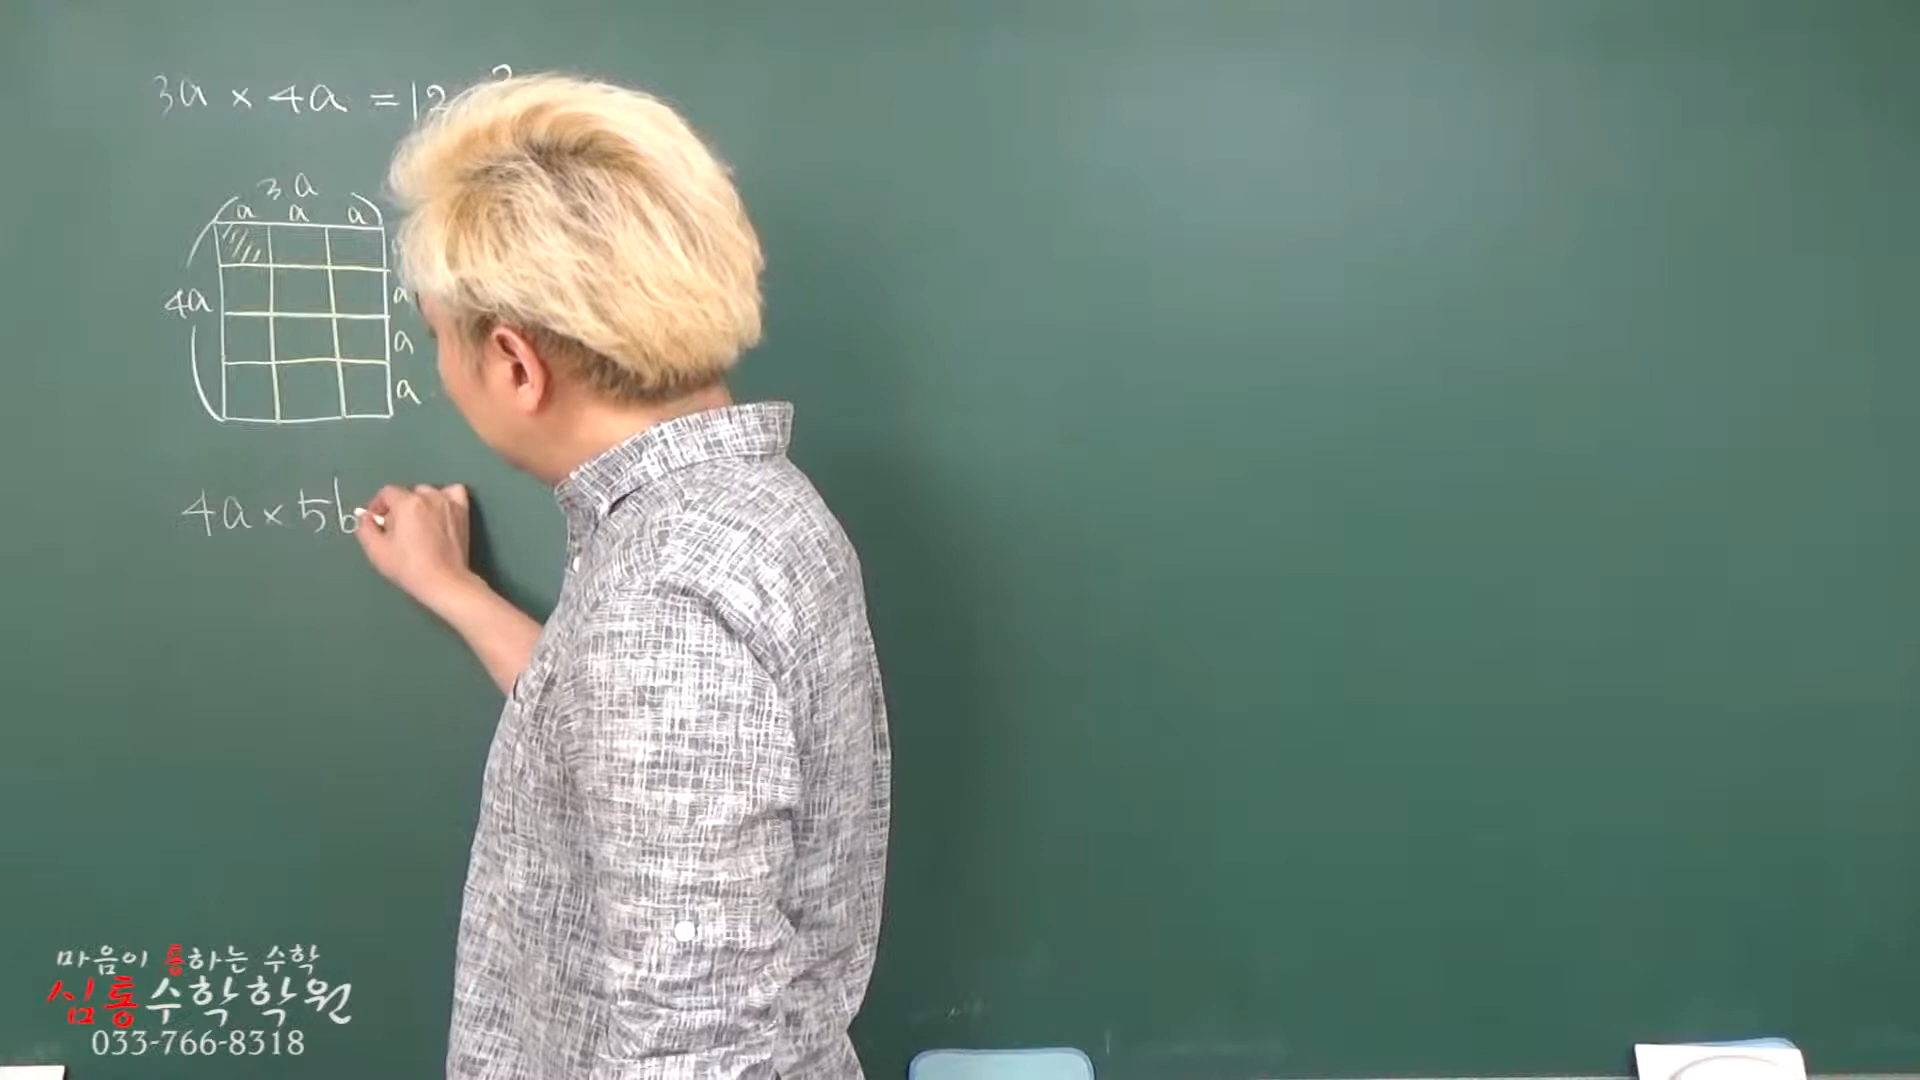 3a × 4a = 12 2
3a
a a a
4a
a
a
a
4a × 5b
마음이 통하는 수학
심통수학학원
033-766-8318